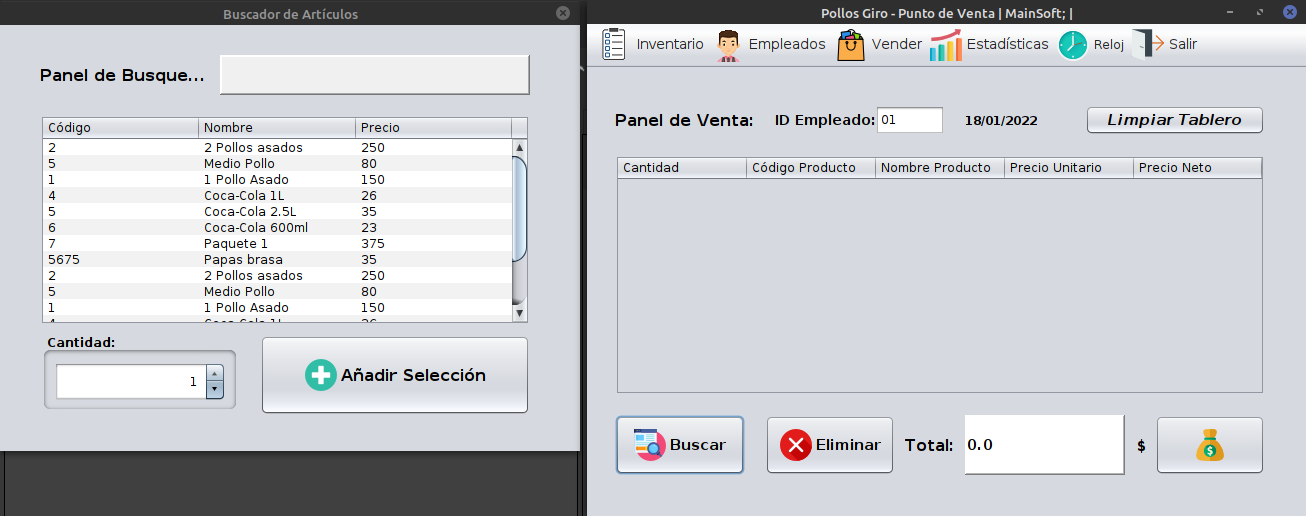 Buscador de Artículos
Panel de Busque...
Código Nombre Precio
2 2 Pollos asados 250
5 Medio Pollo 80
1 1 Pollo Asado 150
4 Coca-Cola 1L 26
5 Coca-Cola 2.5L 35
6 Coca-Cola 600ml 23
7 Paquete 1 375
5675 Papas brasa 35
2 2 Pollos asados 250
5 Medio Pollo 80
1 1 Pollo Asado 150
4 Coca-Cola 1L 26
Cantidad:
1
Añadir Selección
Pollos Giro - Punto de Venta | MainSoft; |
Inventario Empleados Vender Estadísticas Reloj Salir
Panel de Venta: ID Empleado: 01 18/01/2022 Limpiar Tablero
Cantidad Código Producto Nombre Producto Precio Unitario Precio Neto
Buscar Eliminar Total: 0.0 $